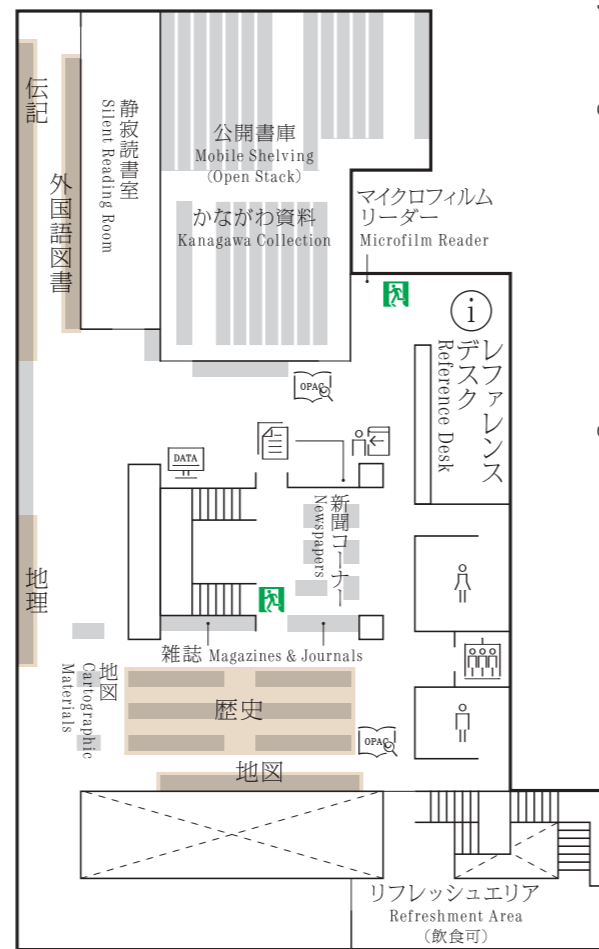 伝記
外国語図書
静寂読書室
Silent Reading Room
公開書庫
Mobile Shelving
(Open Stack)
かながわ資料
Kanagawa Collection
マイクロフィルム
リーダー
Microfilm Reader
i
レファレンス
デスク
Reference Desk
OPAC
DATA
新聞コーナー
Newspapers
地理
雑誌 Magazines & Journals
地図
Cartographic
Materials
歴史
OPAC
地図
リフレッシュエリア
Refreshment Area
(飲食可)